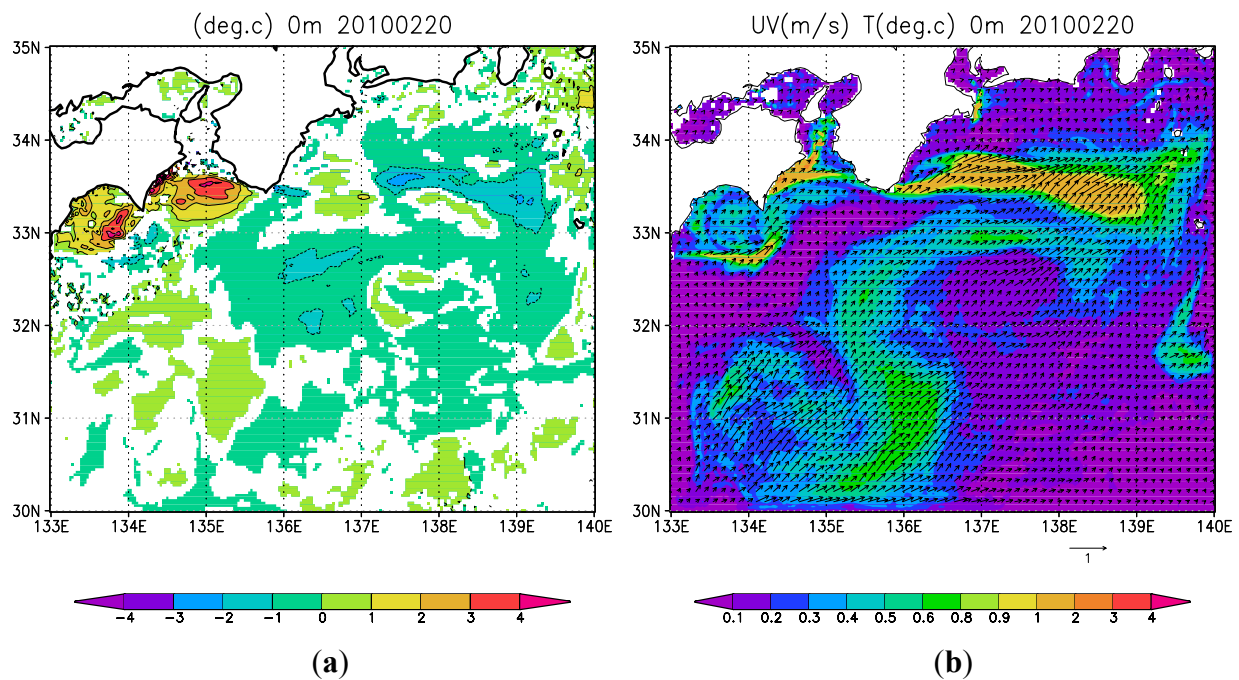 (deg.c) 0m 20100220
35N
34N
33N
32N
31N
30N
133E 134E 135E 136E 137E 138E 139E 140E
-4 -3 -2 -1 0 1 2 3 4
(a)
UV(m/s) T(deg.c) 0m 20100220
35N
34N
33N
32N
31N
30N
133E 134E 135E 136E 137E 138E 139E 140E
1
0.1 0.2 0.3 0.4 0.5 0.6 0.8 0.9 1 2 3 4
(b)